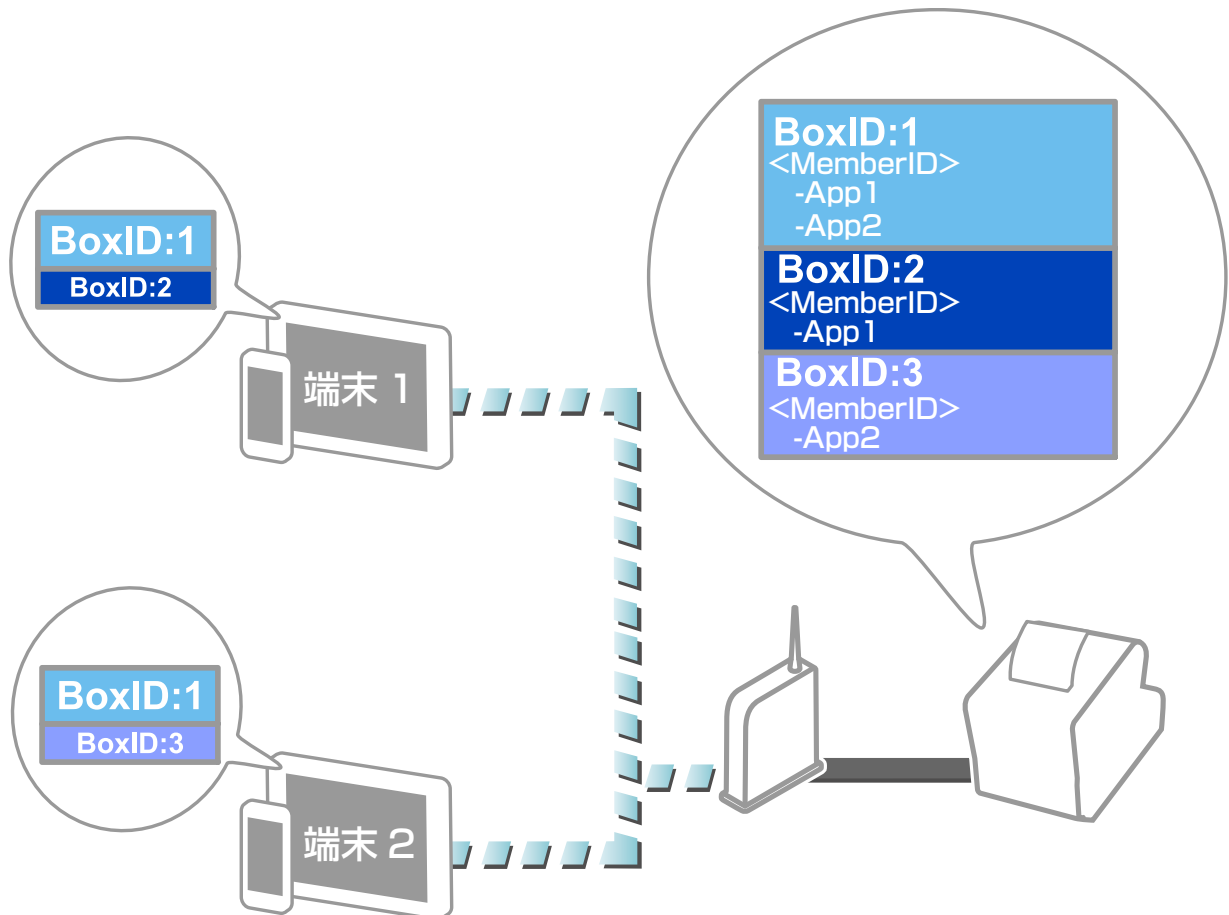 BoxID:1
<MemberID>
-App1
-App2
BoxID:2
<MemberID>
-App1
BoxID:3
<MemberID>
-App2
BoxID:1
BoxID:2
端末 1
BoxID:1
BoxID:3
端末 2